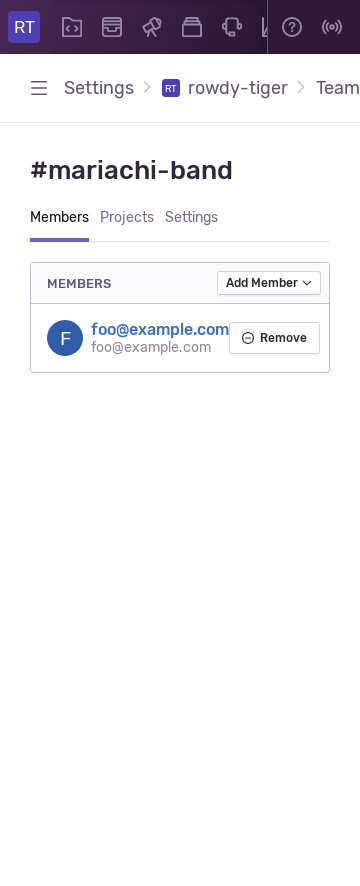 RT
Settings RT rowdy-tiger Team
#mariachi-band
Members Projects Settings
MEMBERS Add Member
F foo@example.com
foo@example.com
Remove